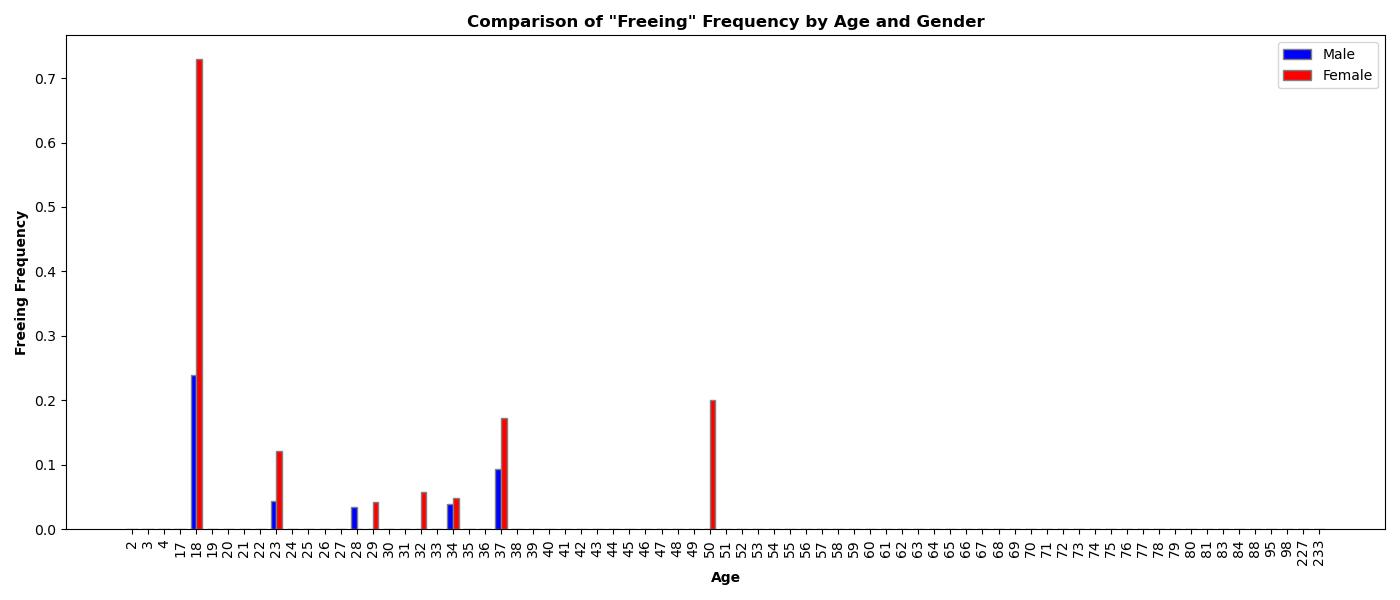 Comparison of "Freeing" Frequency by Age and Gender
Male
Female
Freeing Frequency
0.7
0.6
0.5
0.4
0.3
0.2
0.1
0.0
2 3 4 17 18 19 20 21 22 23 24 25 26 27 28 29 30 31 32 33 34 35 36 37 38 39 40 41 42 43 44 45 46 47 48 49 50 51 52 53 54 55 56 57 58 59 60 61 62 63 64 65 66 67 68 69 70 71 72 73 74 75 76 77 78 79 80 81 83 84 88 95 98 227 233
Age